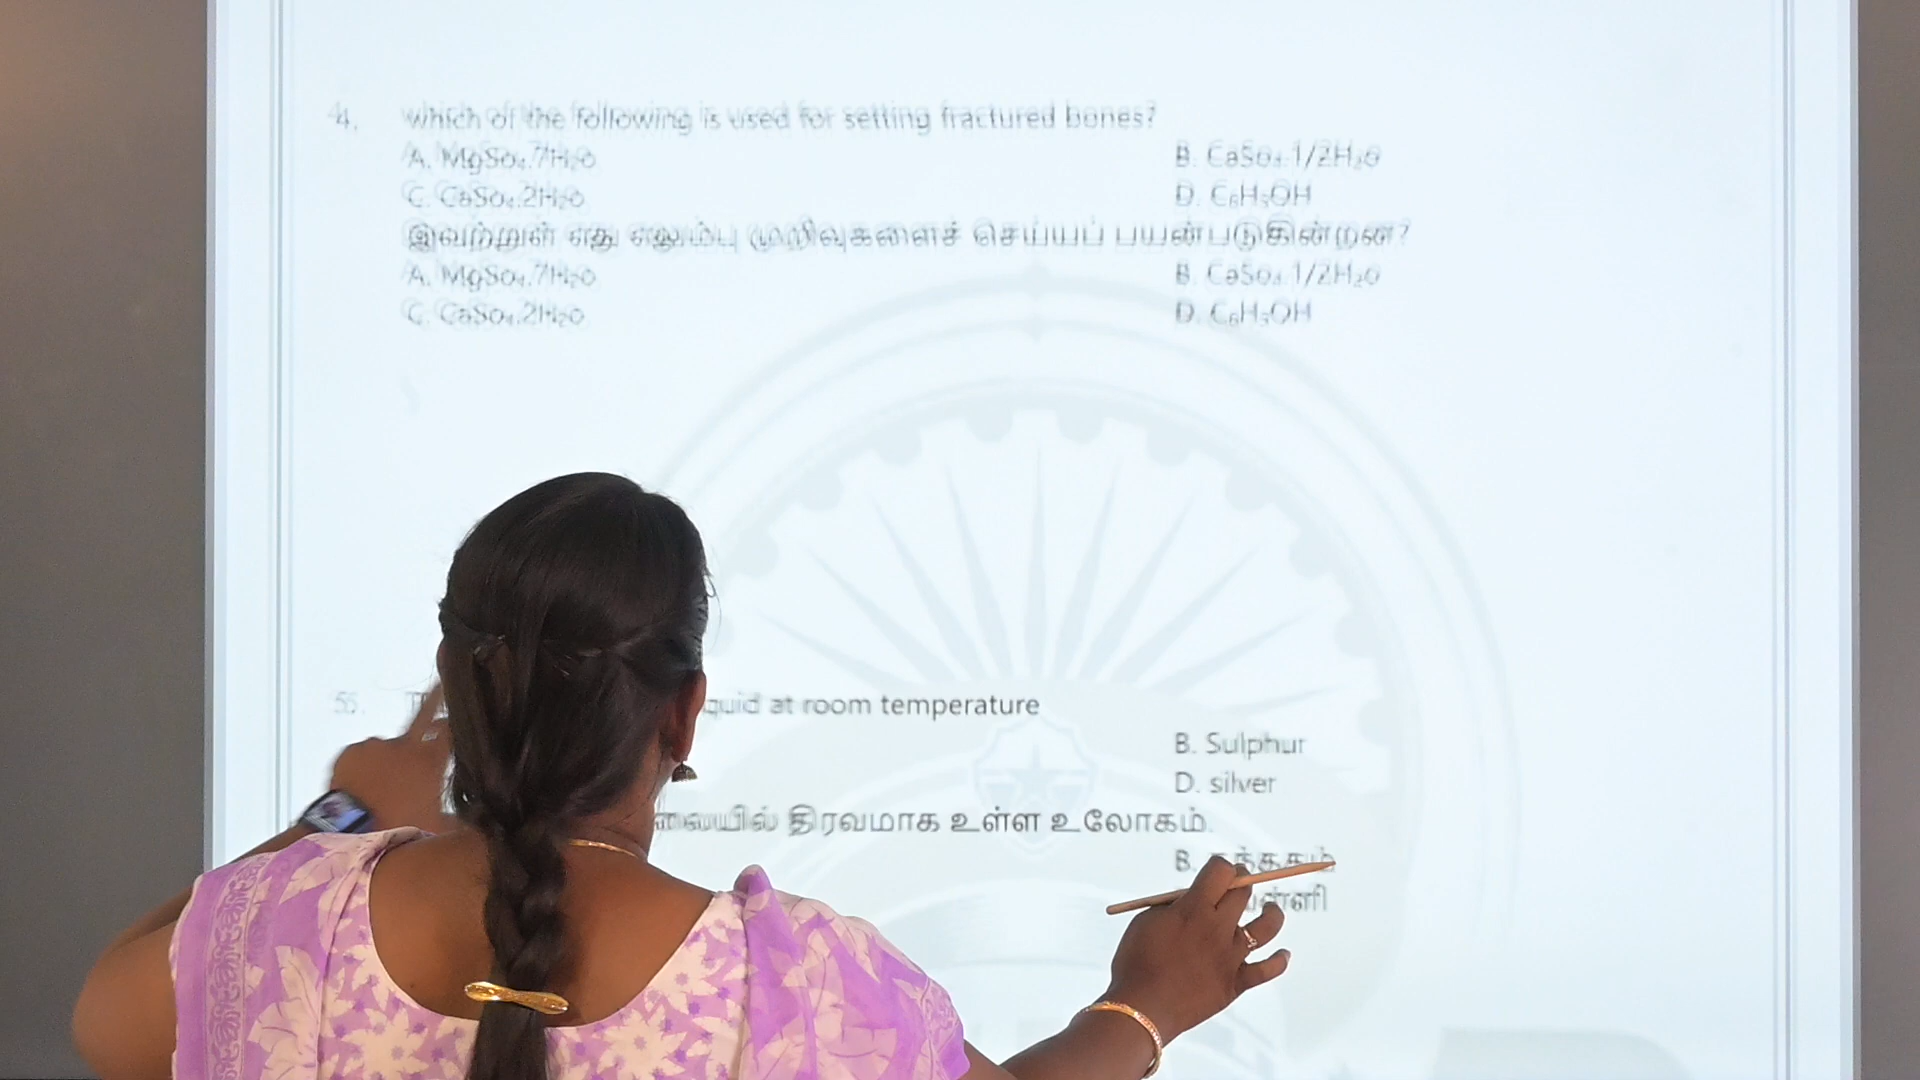 4. which of the following is used for setting fractured bones?
A. MgSo₄.7H₂o B. CaSo₄.1/2H₂o
C. CaSo₄.2H₂o D. C₆H₅OH
இவற்றுள் எது எலும்பு முறிவுகளைச் செய்யப் பயன்படுகின்றன?
A. MgSo₄.7H₂o B. CaSo₄.1/2H₂o
C. CaSo₄.2H₂o D. C₆H₅OH
quid at room temperature
B. Sulphur
D. silver
லையில் திரவமாக உள்ள உலோகம்.
B. கந்தகம்
ள்ளி